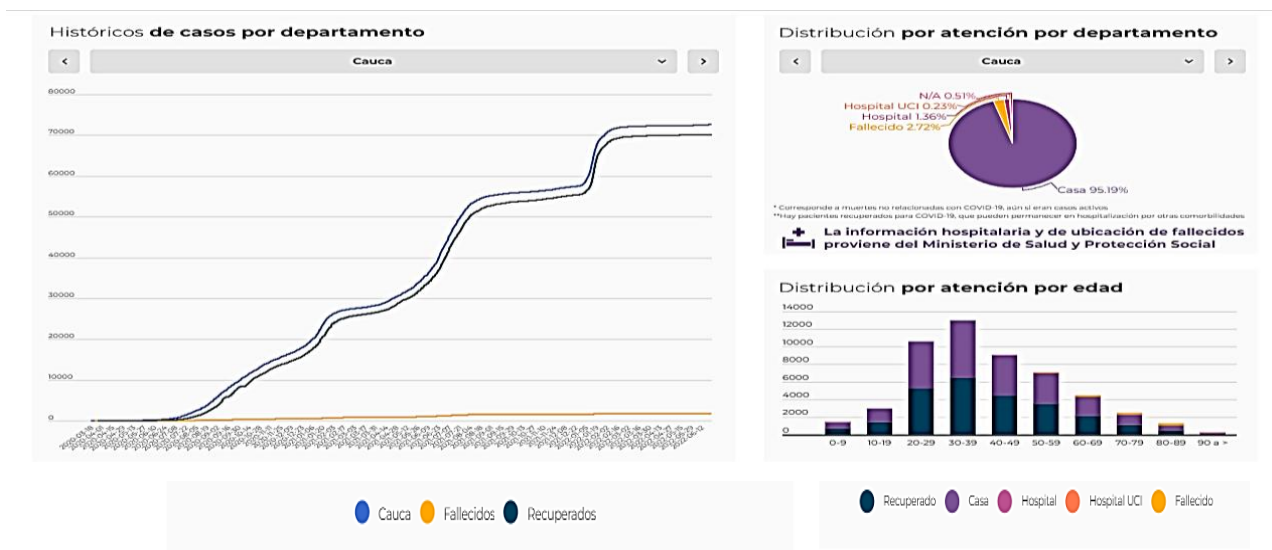 Históricos de casos por departamento
< Cauca >
80000
70000
60000
50000
40000
30000
20000
10000
0
Cauca Fallecidos Recuperados
Distribución por atención por departamento
< Cauca >
N/A 0.51%
Hospital UCI 0.23%
Hospital 1.36%
Fallecido 2.72%
Casa 95.19%
* Corresponde a muertes no relacionadas con COVID-19, aún si eran casos activos
**Hay pacientes recuperados para COVID-19, que pueden permanecer en hospitalización por otras comorbilidades
La información hospitalaria y de ubicación de fallecidos
proviene del Ministerio de Salud y Protección Social
Distribución por atención por edad
14000
12000
10000
8000
6000
4000
2000
0
0-9 10-19 20-29 30-39 40-49 50-59 60-69 70-79 80-89 90 a >
Recuperado Casa Hospital Hospital UCI Fallecido